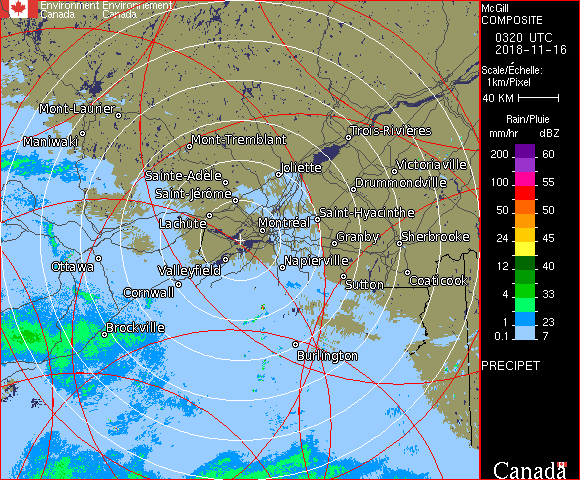 Environment Environnement
Canada Canada
McGill
COMPOSITE
0320 UTC
2018-11-16
Scale/Échelle:
1km/Pixel
40 KM
Rain/Pluie
mm/hr dBZ
200 60
150 55
100 55
50 50
24 45
12 40
4 33
1 23
0.1 7
PRECIPET
Canada
Mont-Laurier
Maniwaki
Mont-Tremblant
Trois-Rivières
Sainte-Adèle
Joliette
Victoriaville
Saint-Jérôme
Drummondville
Lachute
Montréal
Saint-Hyacinthe
Granby
Sherbrooke
Ottawa
Valleyfield
Napierville
Cornwall
Sutton
Coaticook
Brockville
Burlington